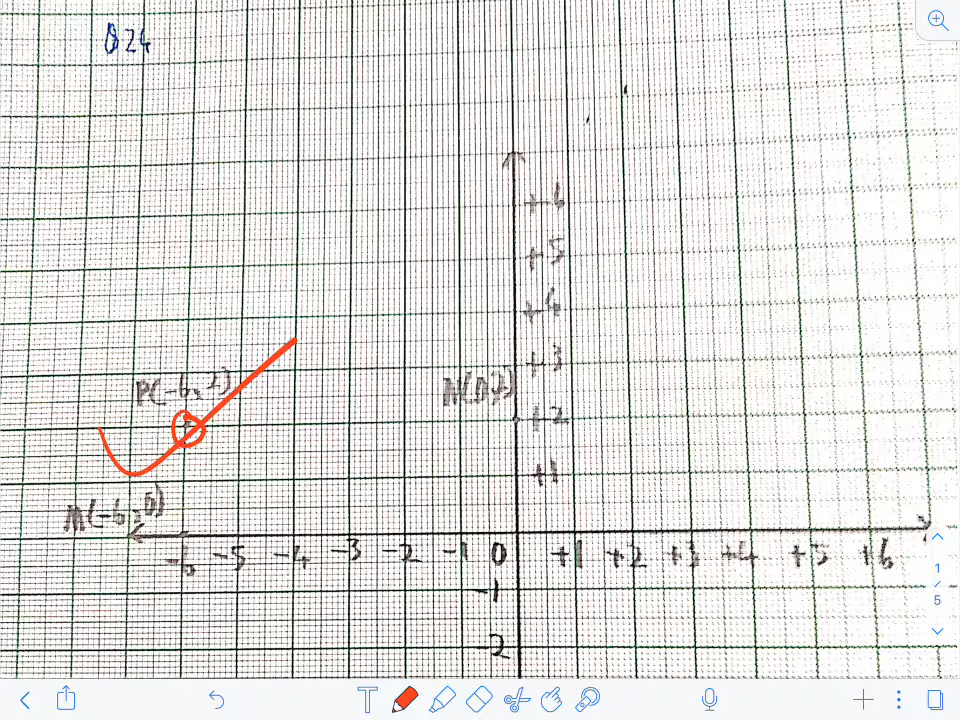 Q24
+6
+5
+4
P(-6,2)
+3
N(0,2)
+2
+1
M(-6,0)
-6 -5 -4 -3 -2 -1 0 +1 +2 +3 +4 +5 +6
-1
-2
1
/
5
T